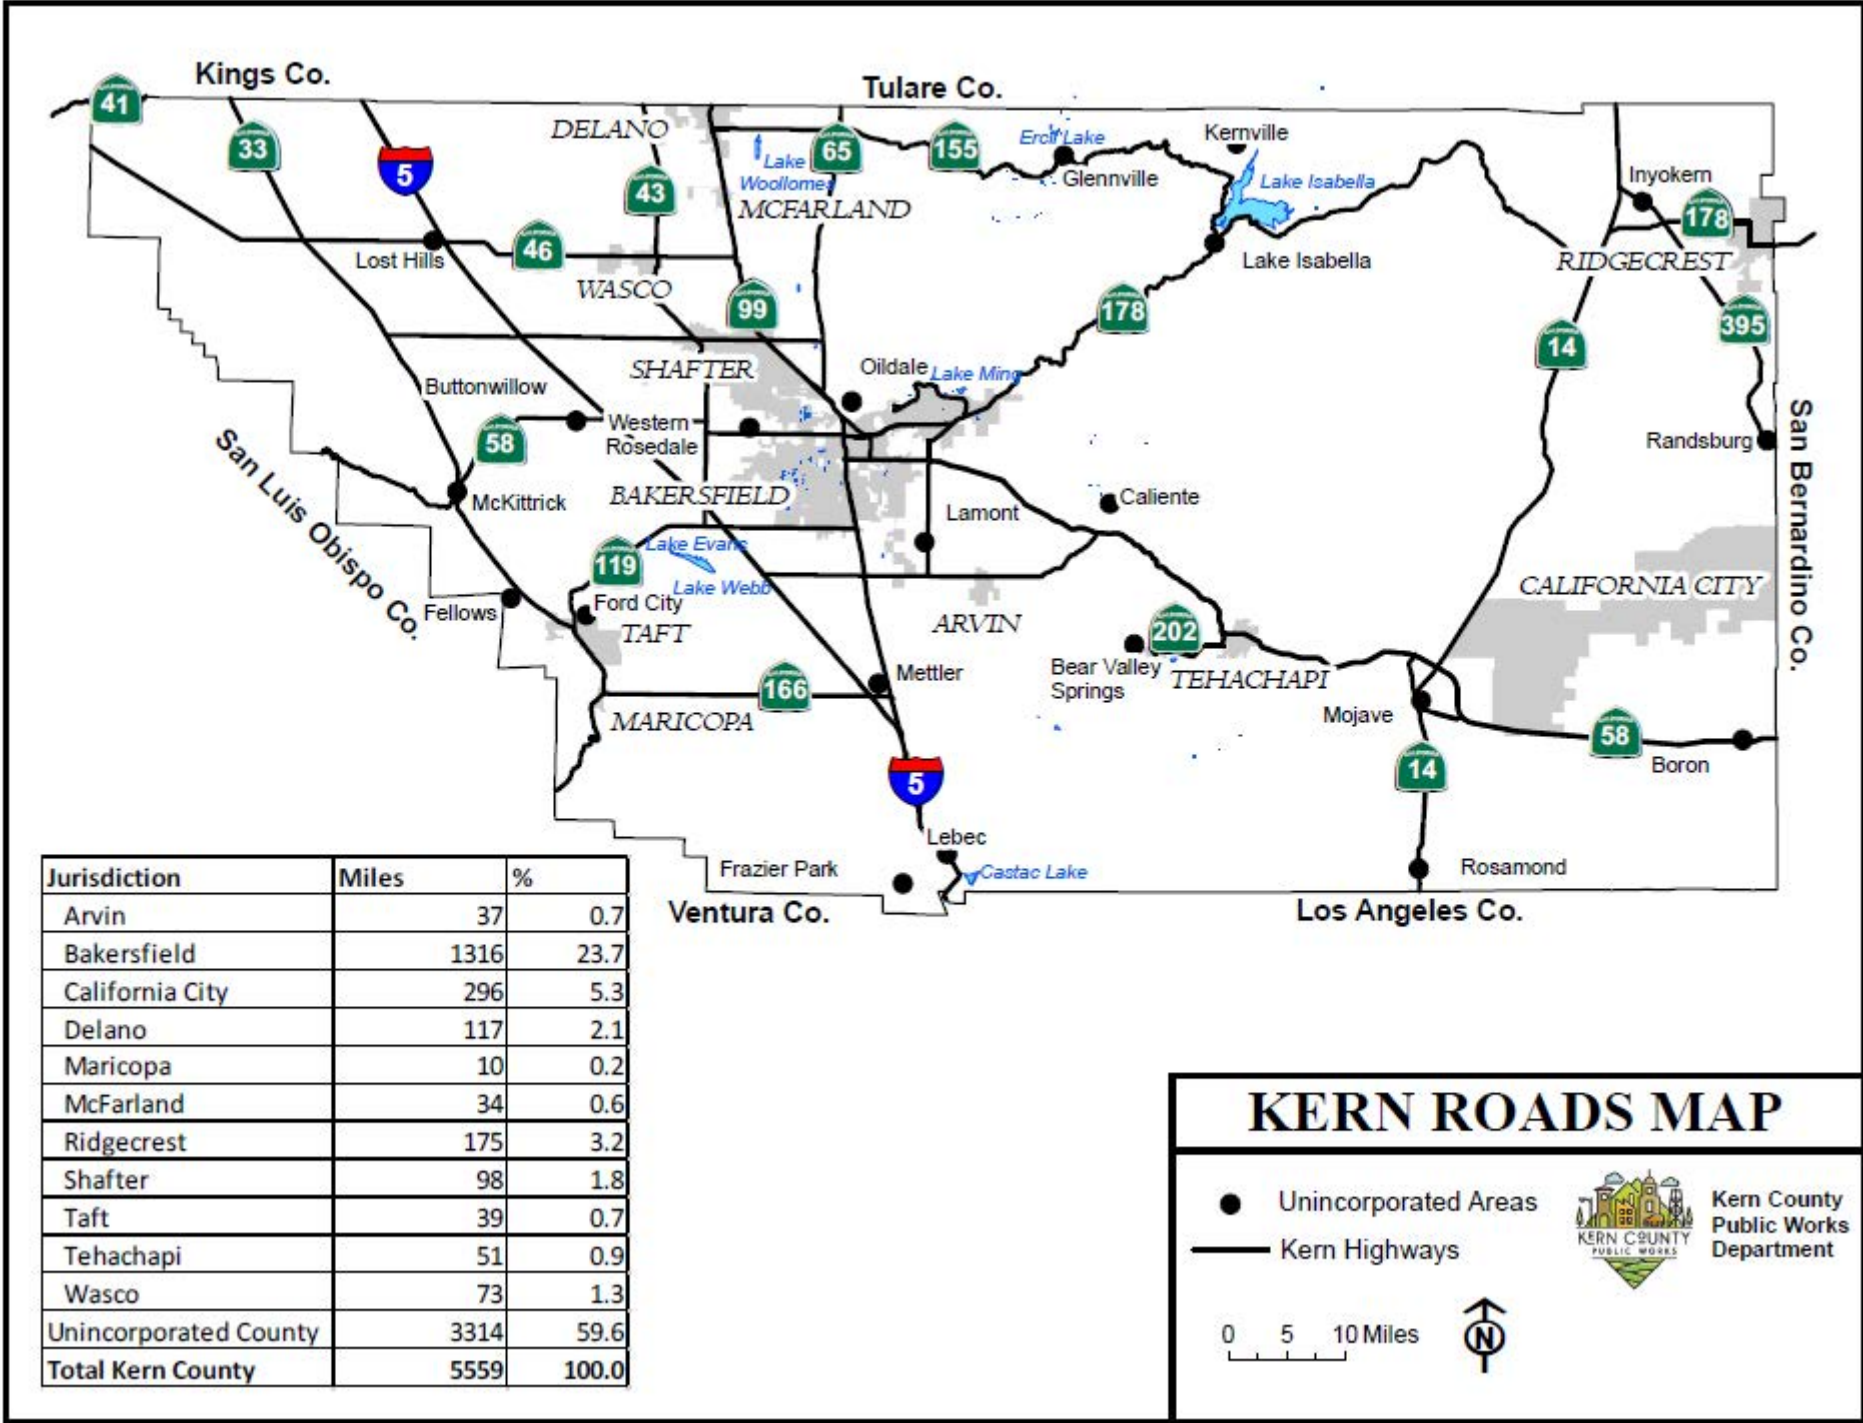 Kings Co.
Tulare Co.
41
33
5
DELANO
43
Lake
Woollomes
65
155
Kernville
Glennville
Lake Isabella
Inyokern
178
MCFARLAND
46
Lost Hills
WASCO
99
Lake Isabella
RIDGECREST
178
395
14
SHAFTER
Oildale
Lake Ming
Buttonwillow
58
Western
Rosedale
Randsburg
San Luis Obispo Co.
San Bernardino Co.
McKittrick
BAKERSFIELD
Lamont
Caliente
119
Lake Evans
Lake Webb
Fellows
Ford City
TAFT
ARVIN
202
CALIFORNIA CITY
Bear Valley
Springs
TEHACHAPI
Mettler
166
MARICOPA
Mojave
58
Boron
14
5
Lebec
Frazier Park
Castac Lake
Rosamond
Ventura Co.
Los Angeles Co.
Jurisdiction Miles %
Arvin 37 0.7
Bakersfield 1316 23.7
California City 296 5.3
Delano 117 2.1
Maricopa 10 0.2
McFarland 34 0.6
Ridgecrest 175 3.2
Shafter 98 1.8
Taft 39 0.7
Tehachapi 51 0.9
Wasco 73 1.3
Unincorporated County 3314 59.6
Total Kern County 5559 100.0
KERN ROADS MAP
Unincorporated Areas
Kern Highways
KERN COUNTY
PUBLIC WORKS
Kern County
Public Works
Department
0 5 10 Miles
N